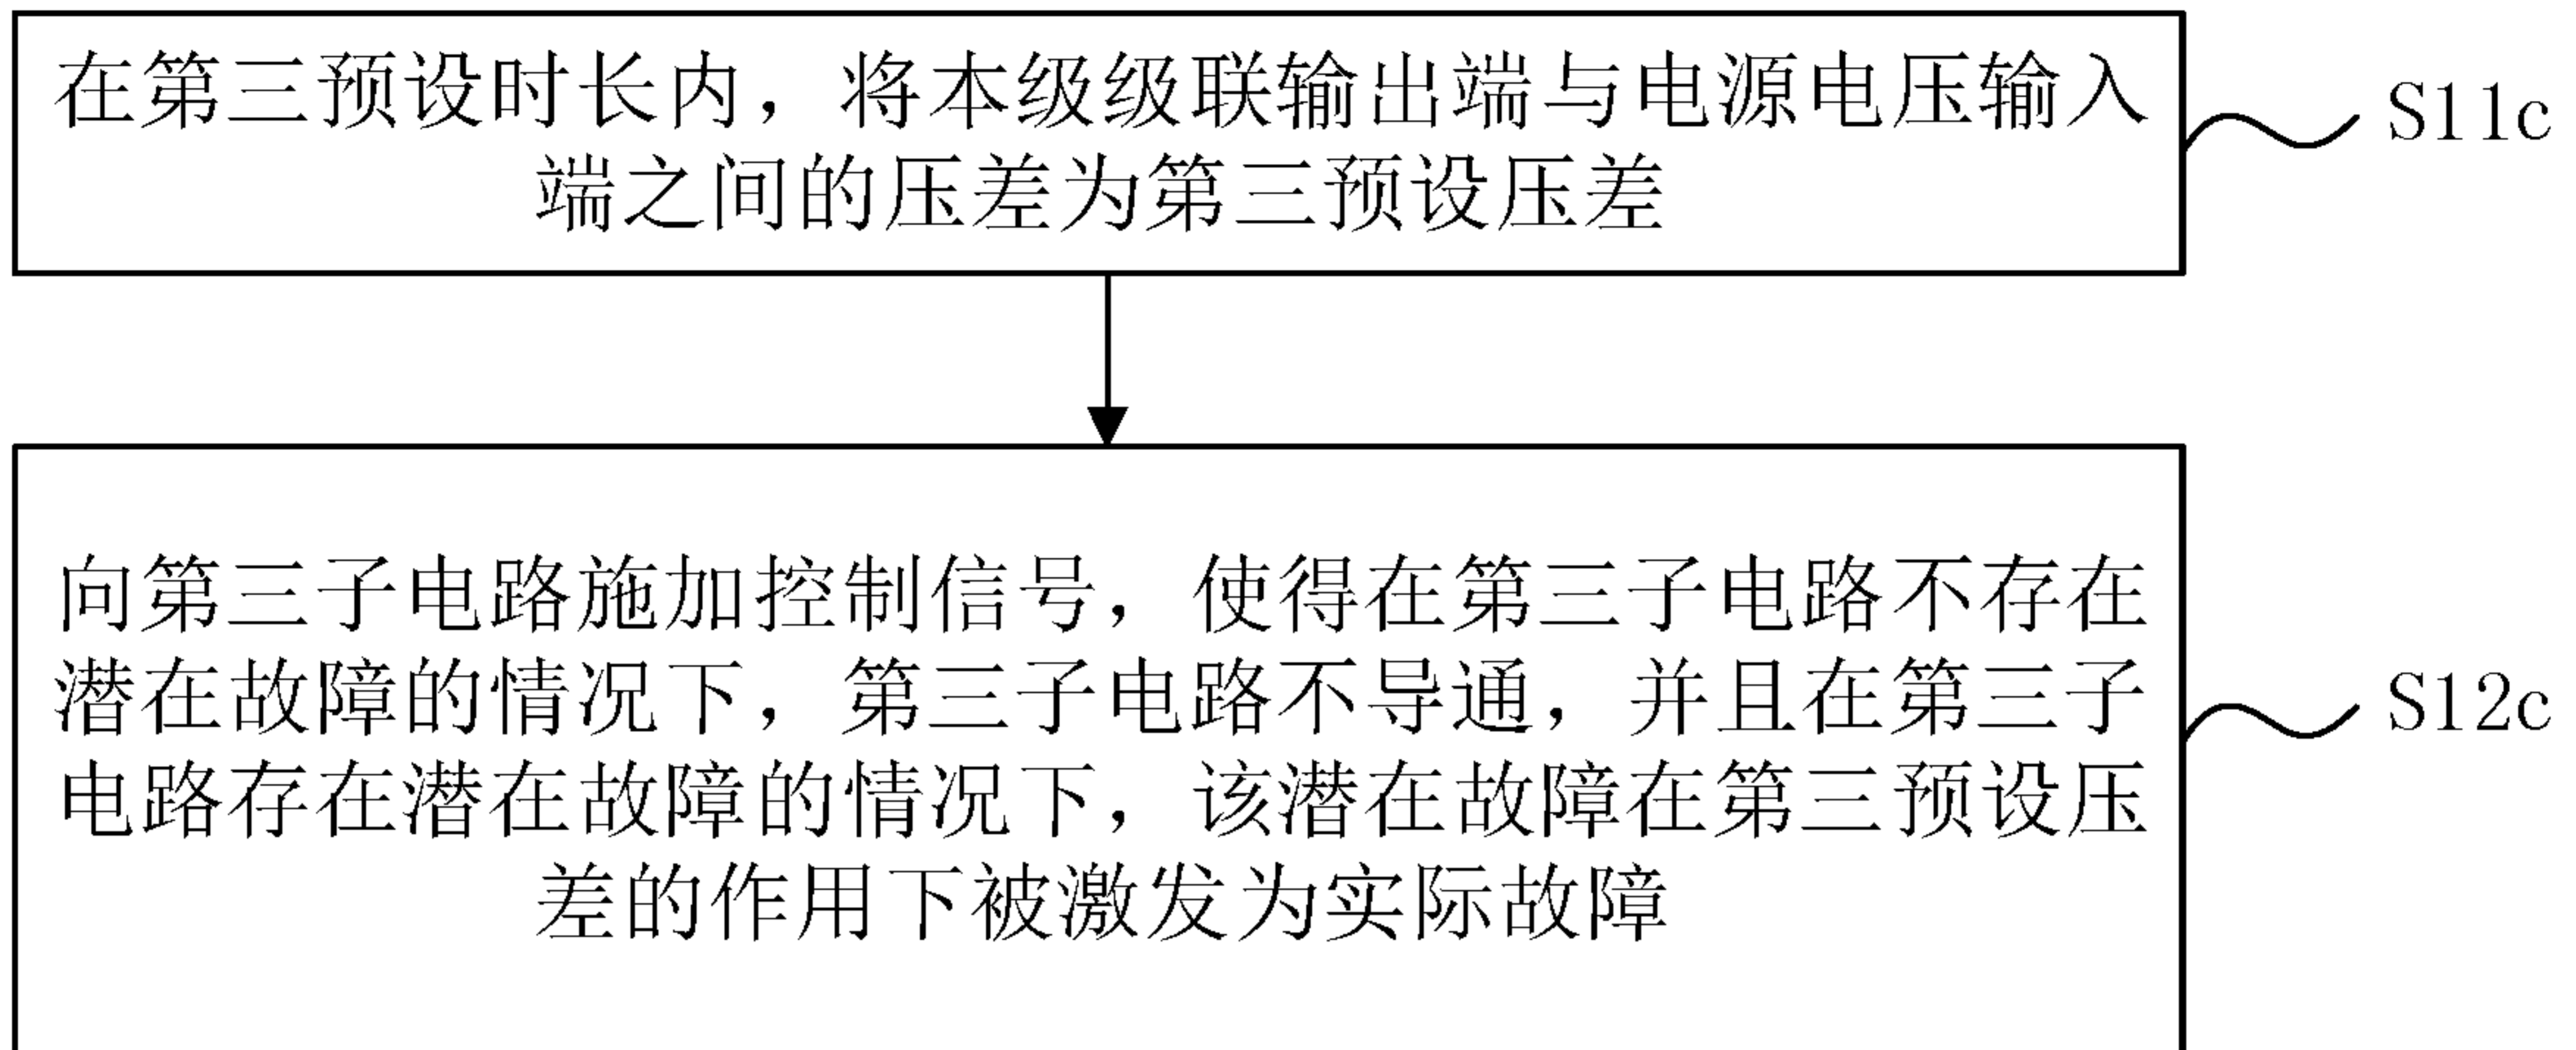 在第三预设时长内，将本级级联输出端与电源电压输入
端之间的压差为第三预设压差
S11c
向第三子电路施加控制信号，使得在第三子电路不存在
潜在故障的情况下，第三子电路不导通，并且在第三子
电路存在潜在故障的情况下，该潜在故障在第三预设压
差的作用下被激发为实际故障
S12c